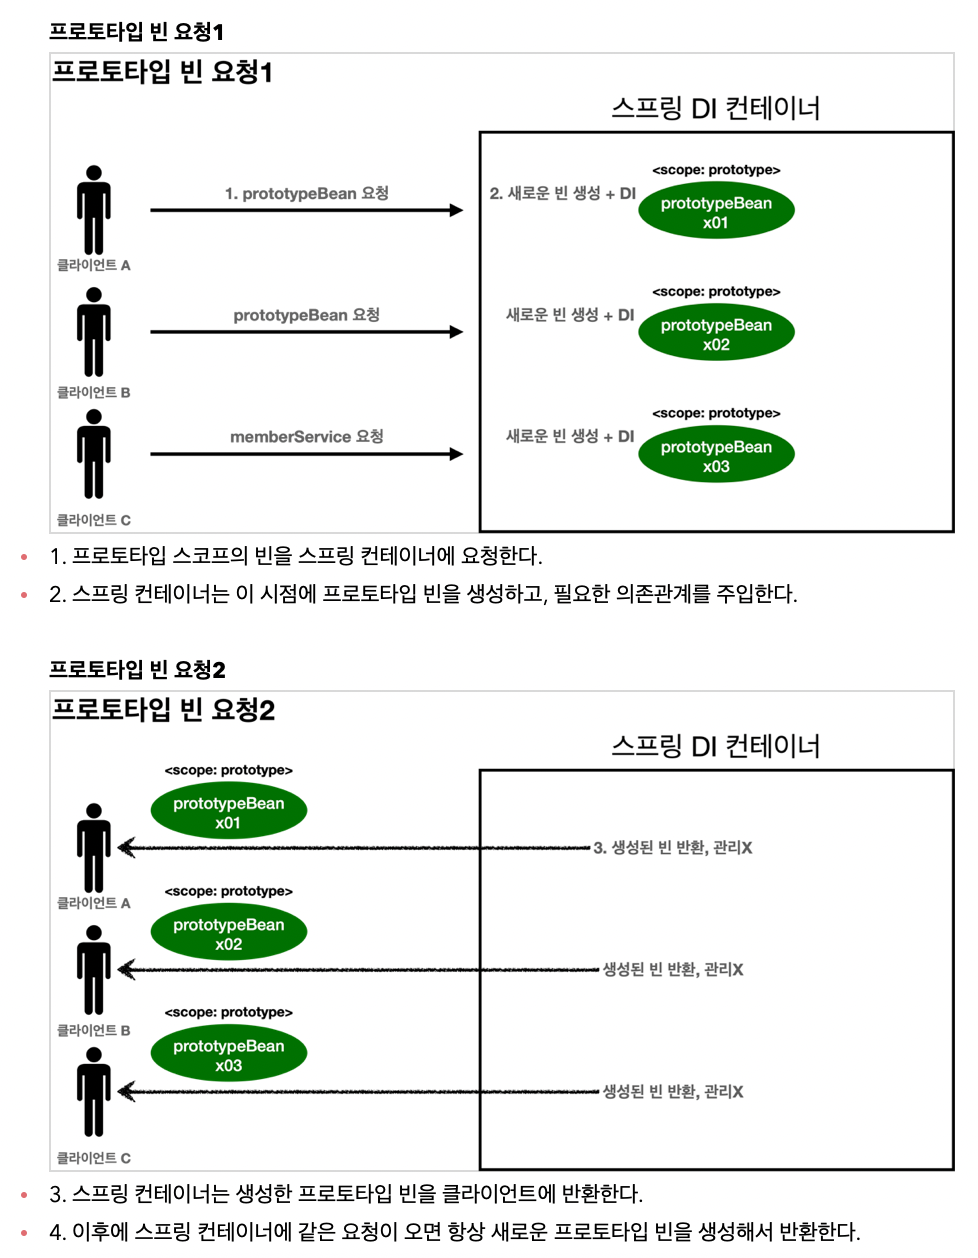 프로토타입 빈 요청1
프로토타입 빈 요청1
스프링 DI 컨테이너
<scope: prototype>
1. prototypeBean 요청
2. 새로운 빈 생성 + DI
prototypeBean
x01
클라이언트 A
<scope: prototype>
prototypeBean 요청
새로운 빈 생성 + DI
prototypeBean
x02
클라이언트 B
<scope: prototype>
memberService 요청
새로운 빈 생성 + DI
prototypeBean
x03
클라이언트 C
• 1. 프로토타입 스코프의 빈을 스프링 컨테이너에 요청한다.
• 2. 스프링 컨테이너는 이 시점에 프로토타입 빈을 생성하고, 필요한 의존관계를 주입한다.
프로토타입 빈 요청2
프로토타입 빈 요청2
스프링 DI 컨테이너
<scope: prototype>
prototypeBean
x01
3. 생성된 빈 반환, 관리X
클라이언트 A
<scope: prototype>
prototypeBean
x02
생성된 빈 반환, 관리X
클라이언트 B
<scope: prototype>
prototypeBean
x03
생성된 빈 반환, 관리X
클라이언트 C
• 3. 스프링 컨테이너는 생성한 프로토타입 빈을 클라이언트에 반환한다.
• 4. 이후에 스프링 컨테이너에 같은 요청이 오면 항상 새로운 프로토타입 빈을 생성해서 반환한다.